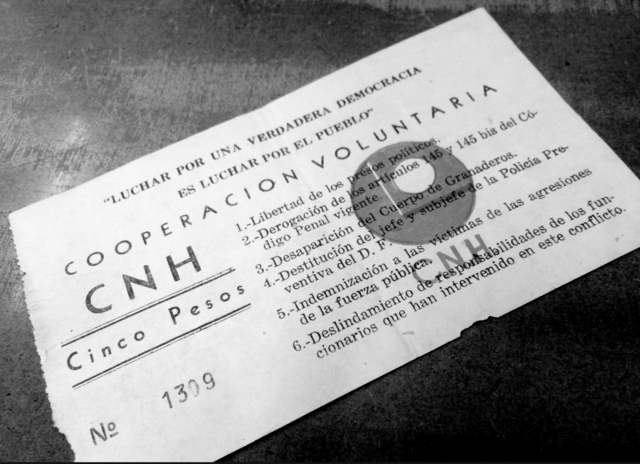 "LUCHAR POR UNA VERDADERA DEMOCRACIA
ES LUCHAR POR EL PUEBLO"
COOPERACION VOLUNTARIA
CNH
Cinco Pesos
Nº 1309
1.-Libertad de los presos políticos.
2.-Derogación de los artículos 145 y 145 bis del Có-
digo Penal vigente.
3.-Desaparición del Cuerpo de Granaderos.
4.-Destitución del jefe y subjefe de la Policía Pre-
ventiva del D. F.
5.-Indemnización a las víctimas de las agresiones
de la fuerza pública.
6.-Deslindamiento de responsabilidades de los fun-
cionarios que han intervenido en este conflicto.
CNH